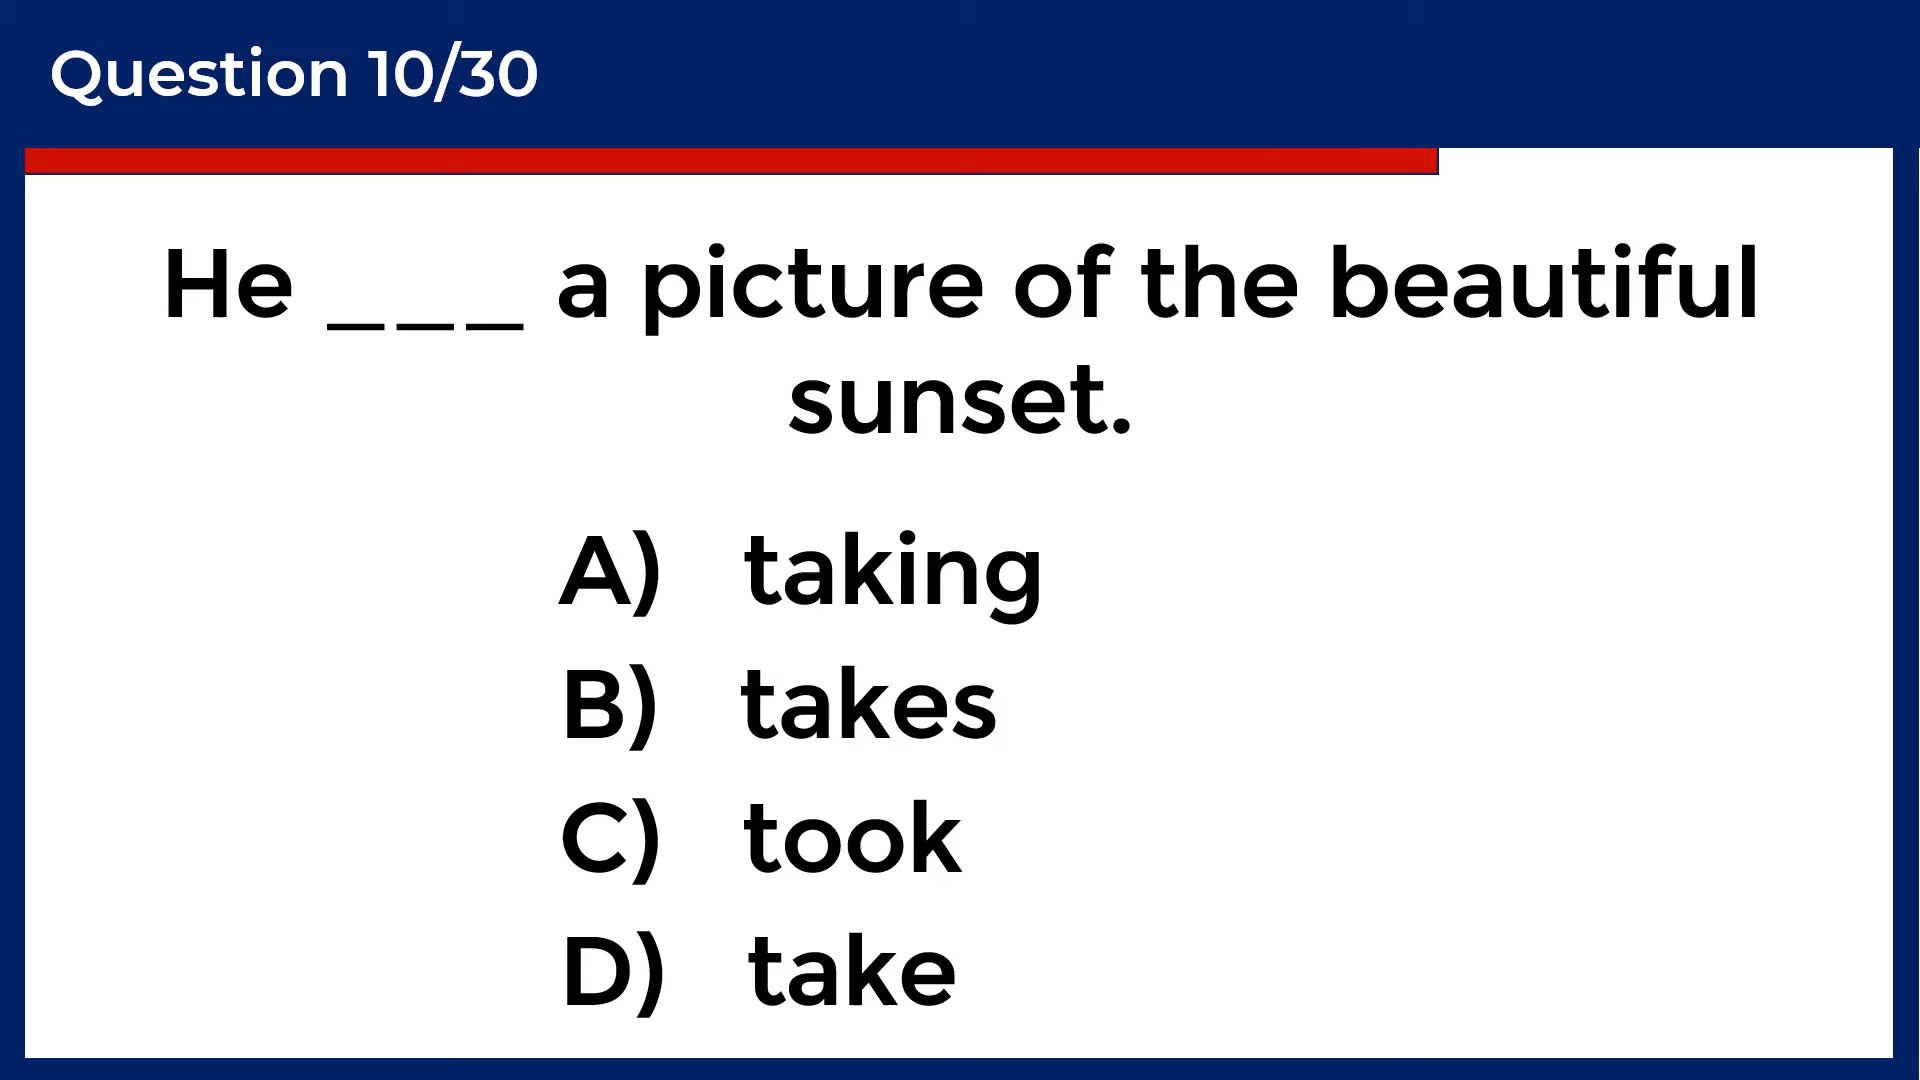 Question 10/30
He ___ a picture of the beautiful
sunset.
A) taking
B) takes
C) took
D) take